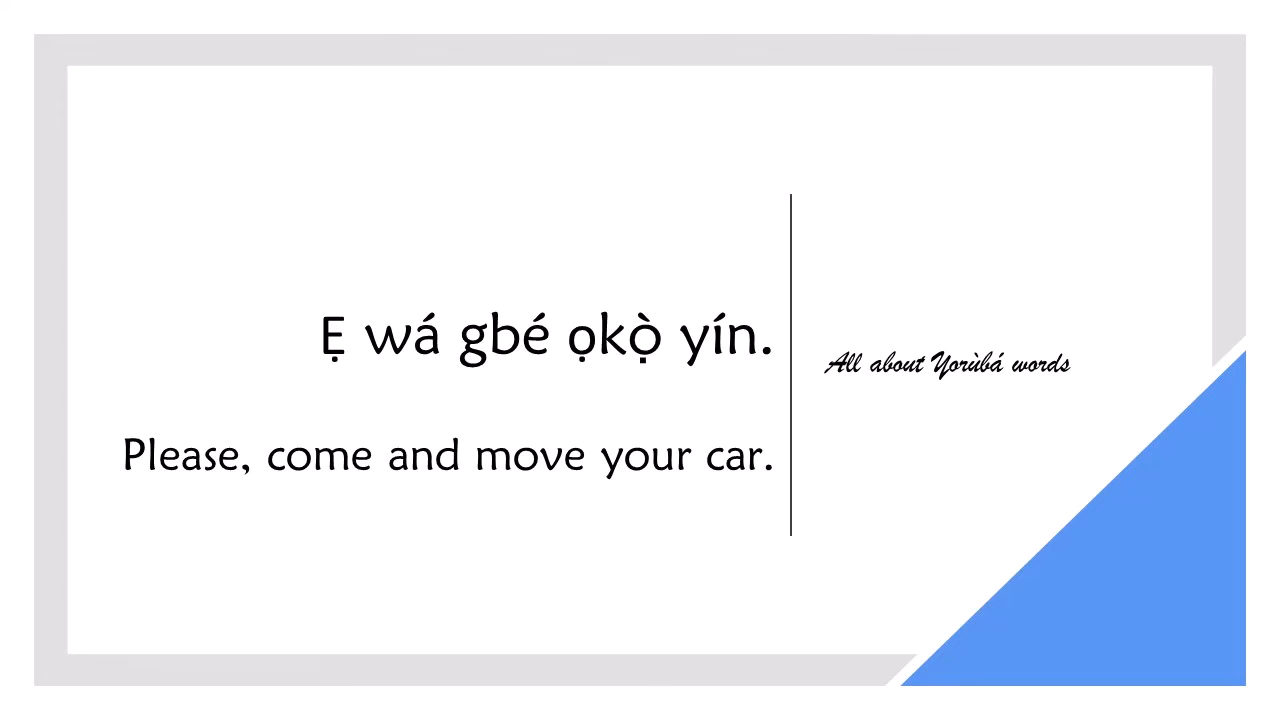 Ẹ wá gbé ọkọ̀ yín.
Please, come and move your car.
All about Yorùbá words